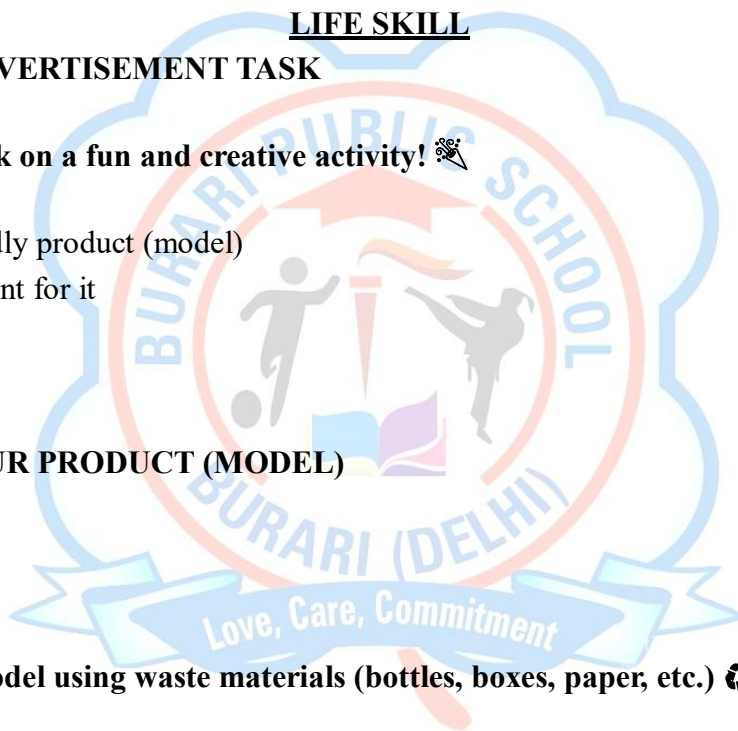 LIFE SKILL
VERTISEMENT TASK
k on a fun and creative activity!
BURARI PUBLIC SCHOOL
lly product (model)
nt for it
UR PRODUCT (MODEL)
BURARI (DELHI)
Love, Care, Commitment
odel using waste materials (bottles, boxes, paper, etc.)